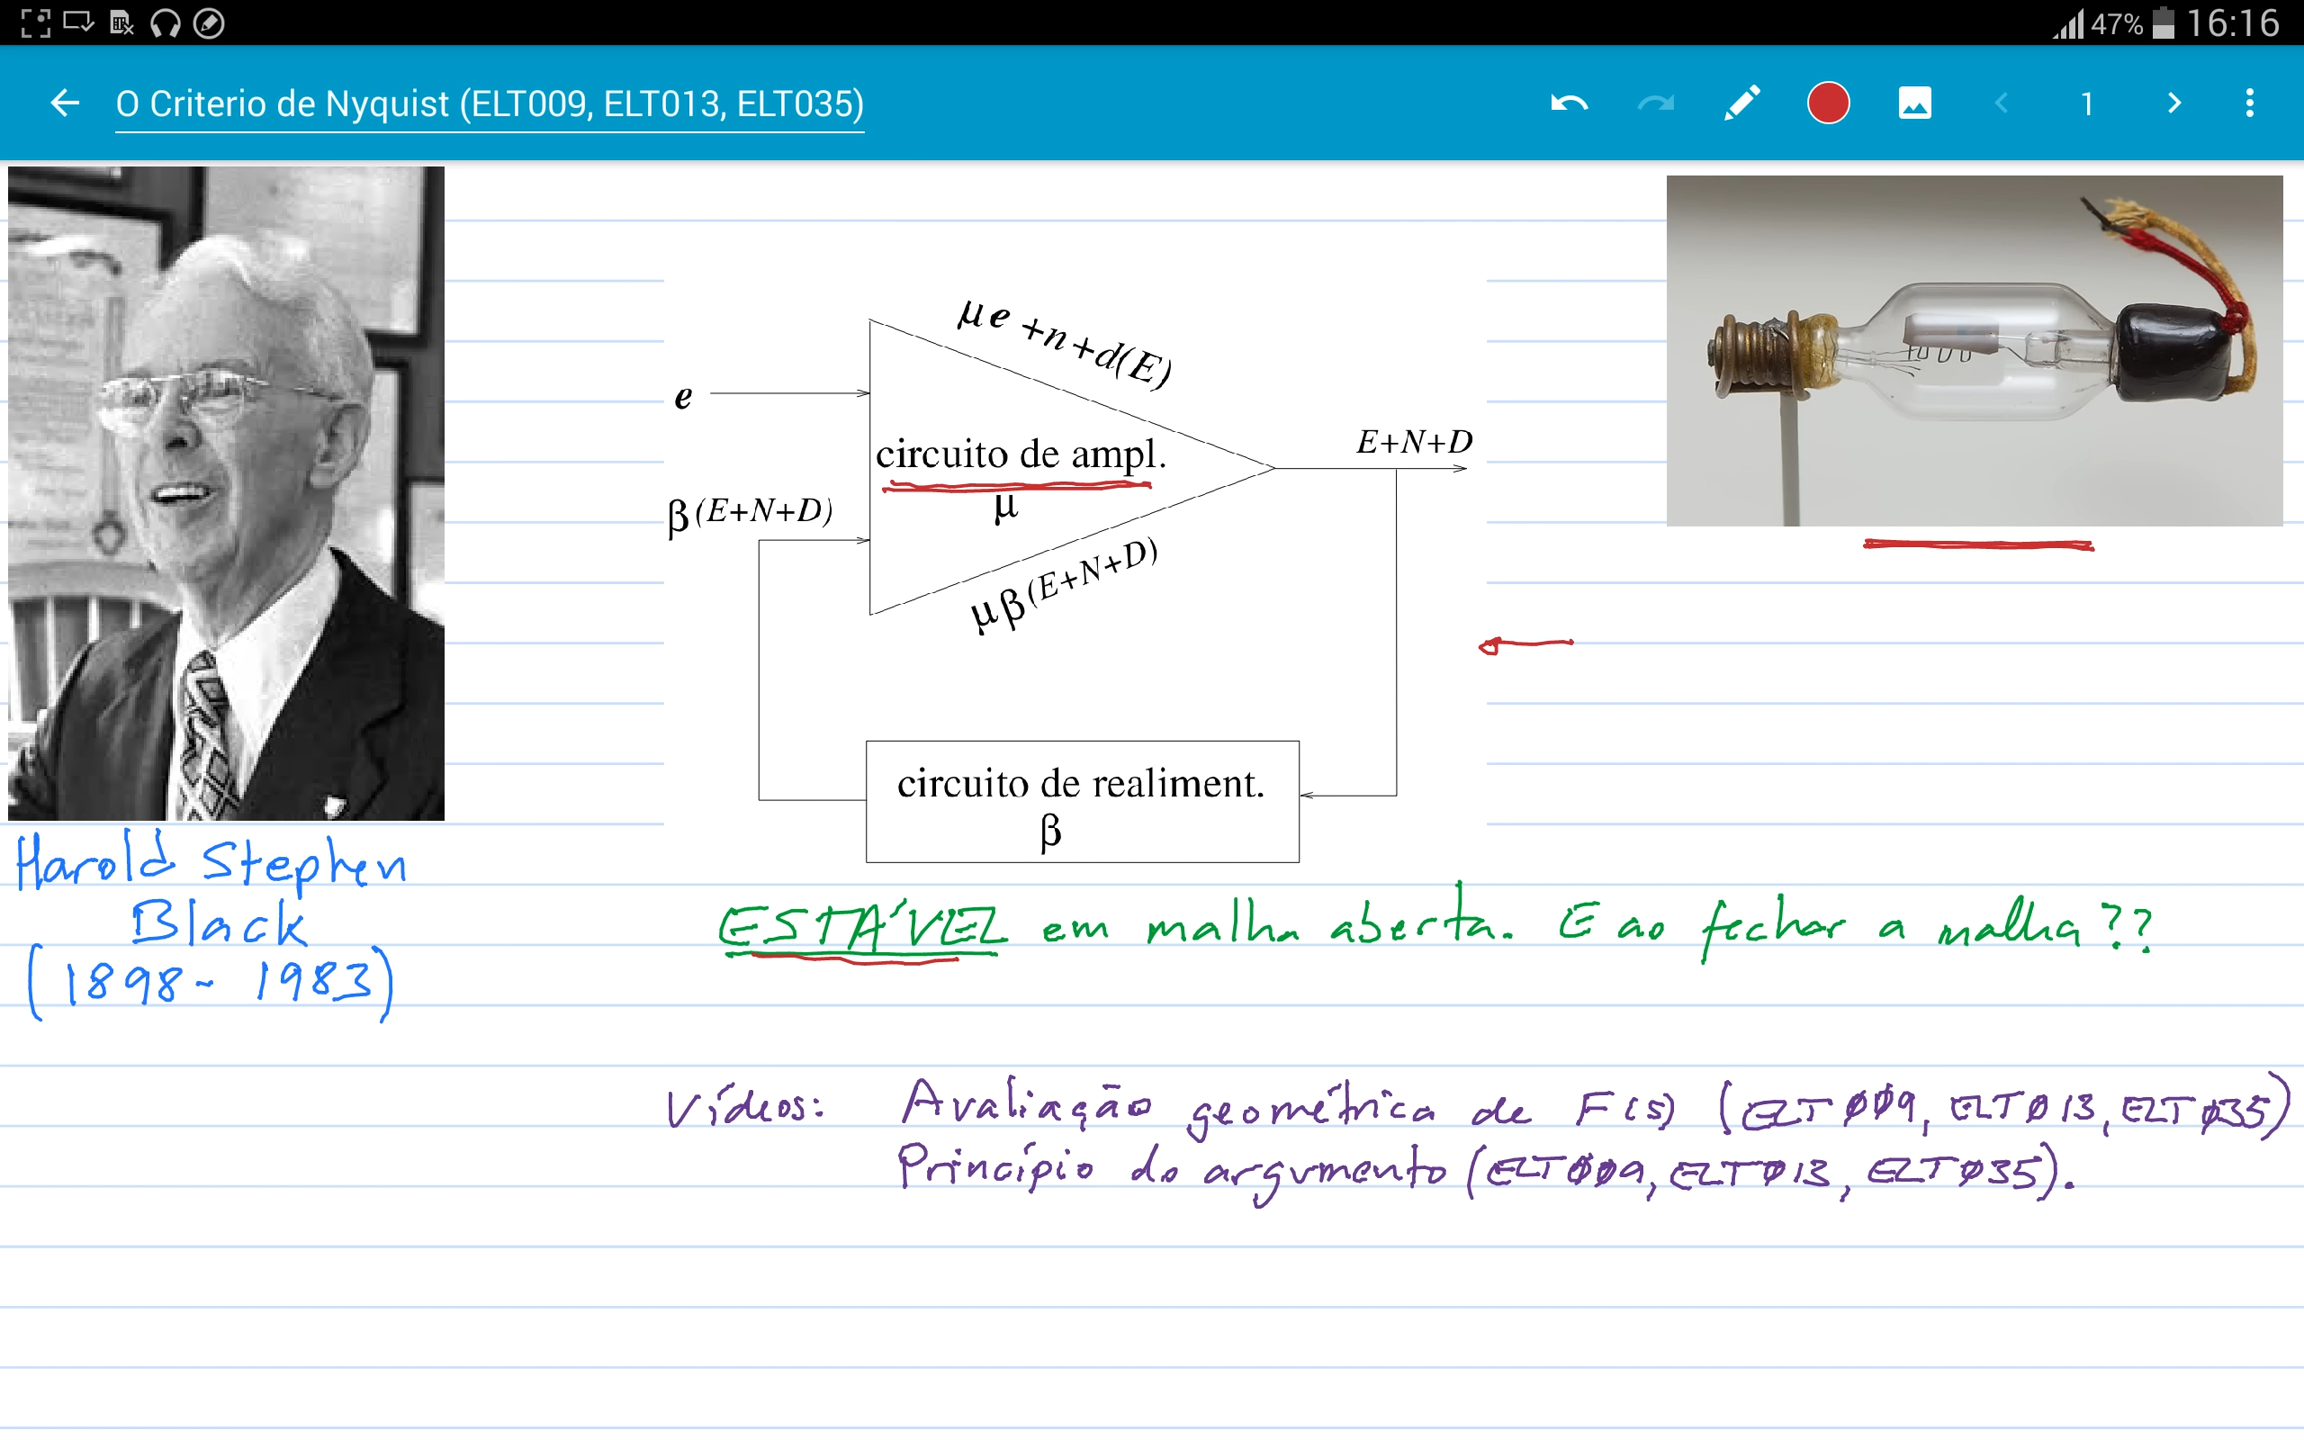 47% 16:16
O Criterio de Nyquist (ELT009, ELT013, ELT035) 1
μe +n+d(E)
e
E+N+D
circuito de ampl.
μ
β(E+N+D)
μβ(E+N+D)
circuito de realiment.
β
Harold Stephen
Black
(1898- 1983)
ESTÁVEL em malha aberta. E ao fechar a malha??
Vídeos: Avaliação geométrica de F(s) (ELT009, ELT013, ELT035)
Princípio do argumento (ELT009, ELT013, ELT035).